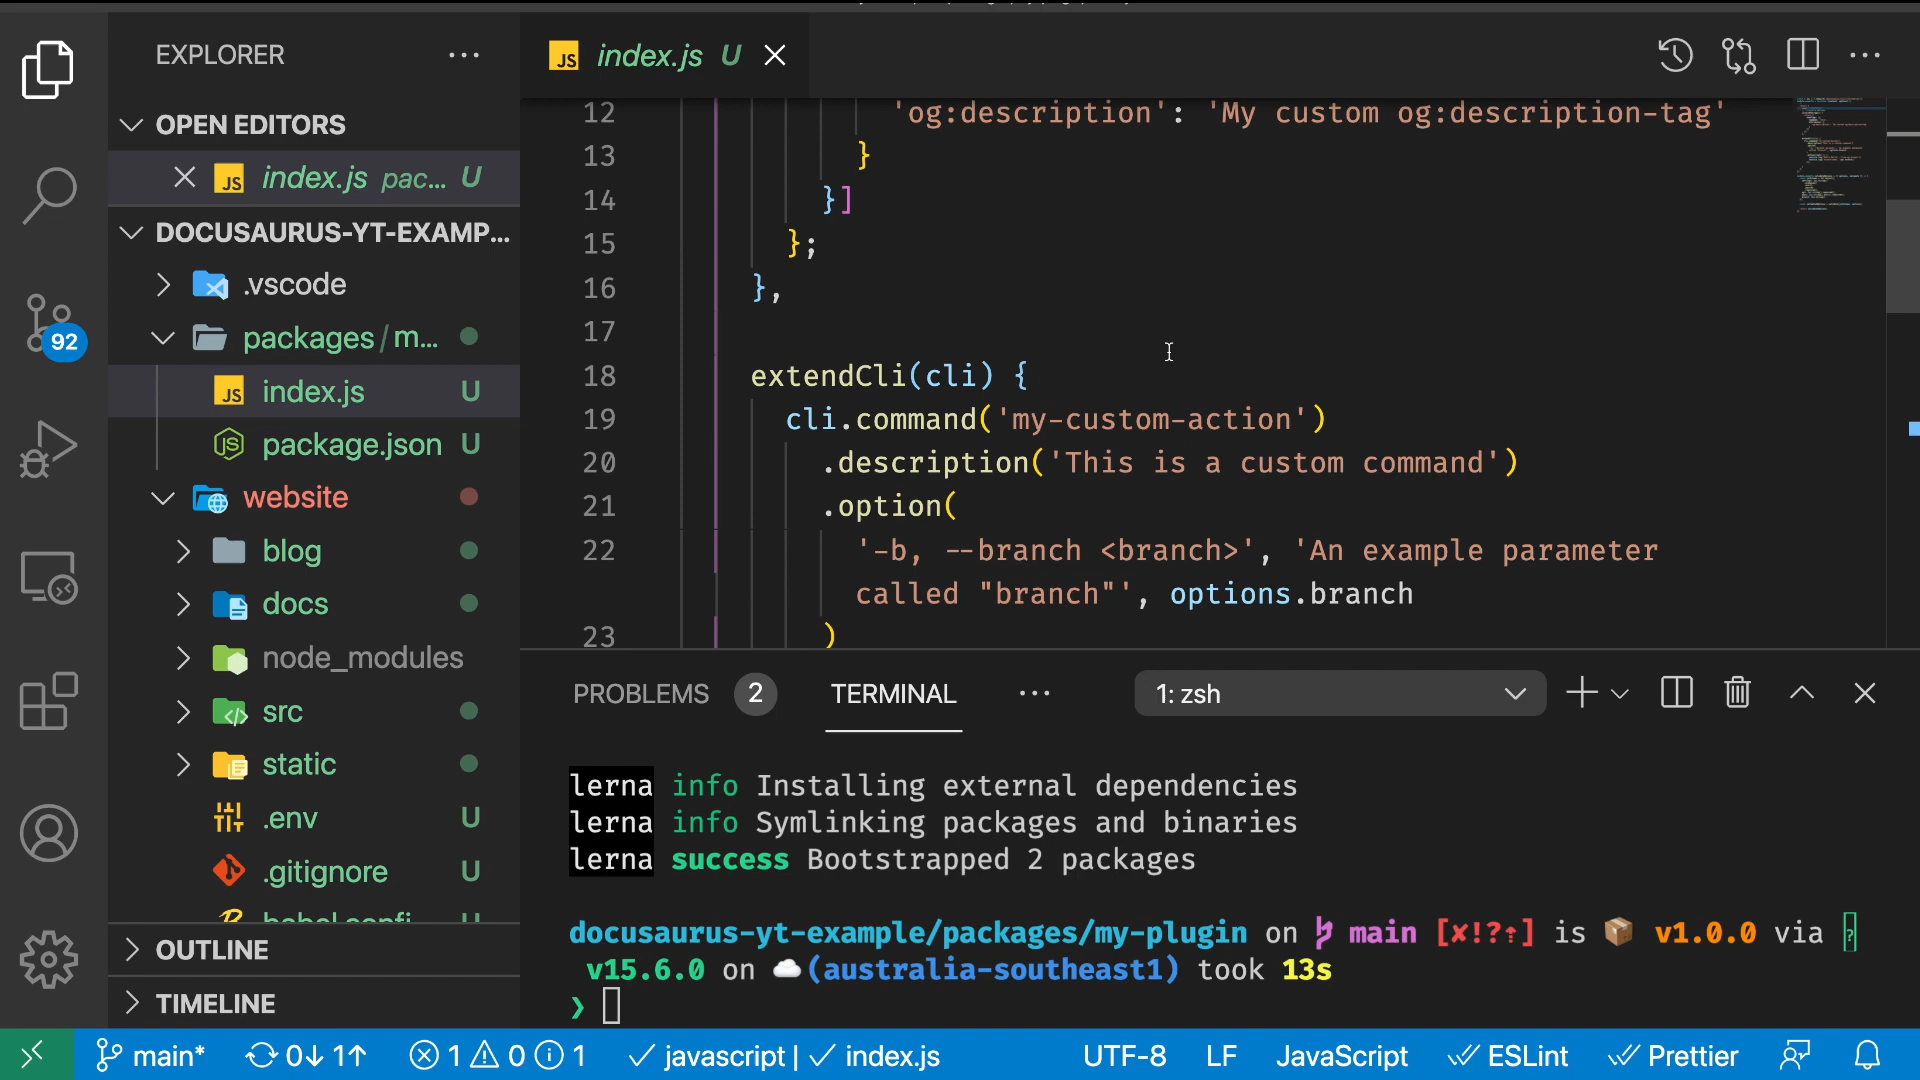 EXPLORER
OPEN EDITORS
index.js pac... U
DOCUSAURUS-YT-EXAMP...
.vscode
packages/m...
index.js U
package.json U
website
blog
docs
node_modules
src
static
.env U
.gitignore U
OUTLINE
TIMELINE
92
JS index.js U
12 'og:description': 'My custom og:description-tag'
13 }
14 }]
15 };
16 },
17
18 extendCli(cli) {
19 cli.command('my-custom-action')
20 .description('This is a custom command')
21 .option(
22 '-b, --branch <branch>', 'An example parameter
called "branch"', options.branch
23 )
PROBLEMS 2 TERMINAL ... 1: zsh
lerna info Installing external dependencies
lerna info Symlinking packages and binaries
lerna success Bootstrapped 2 packages
docusaurus-yt-example/packages/my-plugin on main [✘!?⇡] is 📦 v1.0.0 via ?
v15.6.0 on ☁️ (australia-southeast1) took 13s
❯
main* 0↓ 1↑ 1 0 1 ✓ javascript | ✓ index.js UTF-8 LF JavaScript ESLint Prettier